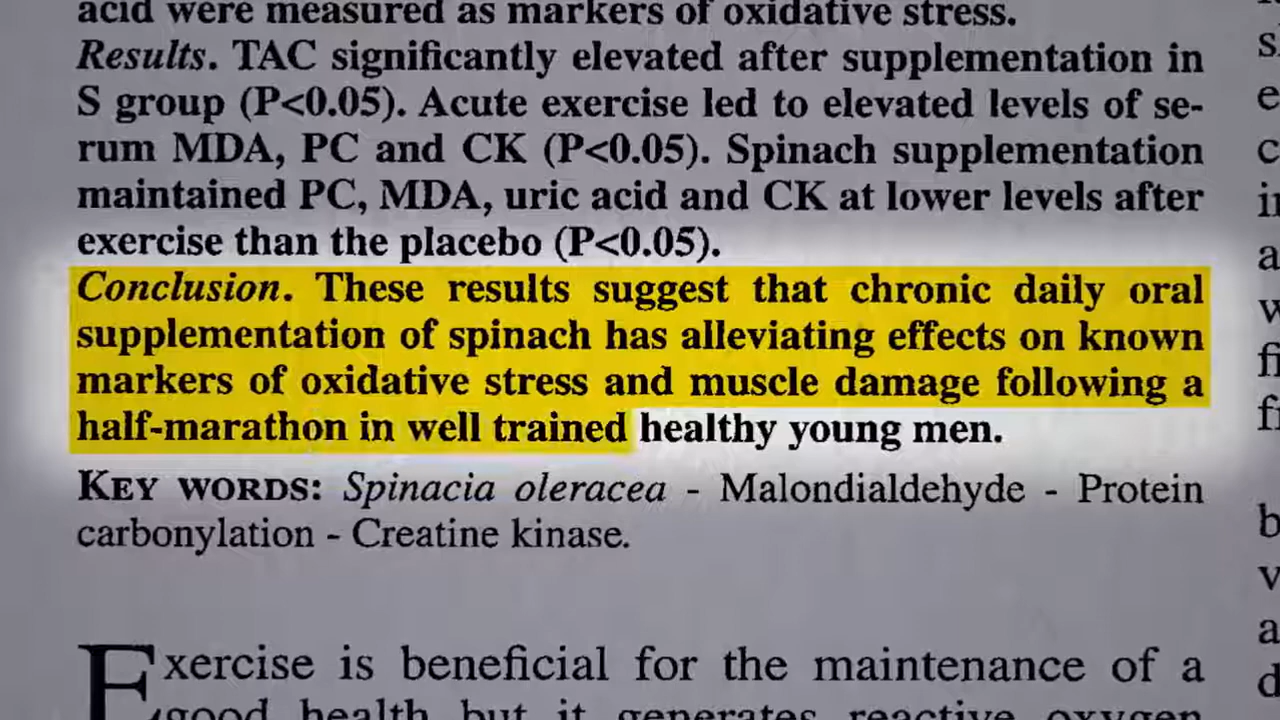 acid were measured as markers of oxidative stress.
Results. TAC significantly elevated after supplementation in
S group (P<0.05). Acute exercise led to elevated levels of se-
rum MDA, PC and CK (P<0.05). Spinach supplementation
maintained PC, MDA, uric acid and CK at lower levels after
exercise than the placebo (P<0.05).
Conclusion. These results suggest that chronic daily oral
supplementation of spinach has alleviating effects on known
markers of oxidative stress and muscle damage following a
half-marathon in well trained healthy young men.
KEY WORDS: Spinacia oleracea - Malondialdehyde - Protein
carbonylation - Creatine kinase.
Exercise is beneficial for the maintenance of a
good health but it generates reactive oxygen